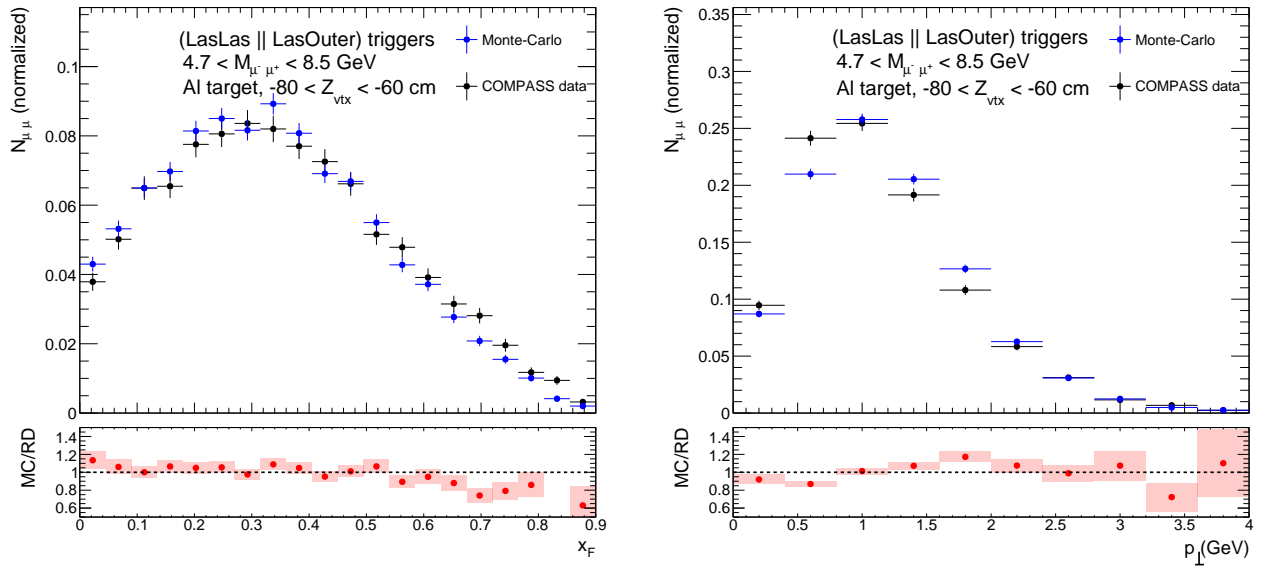 (LasLas || LasOuter) triggers
4.7 < M_{μ⁻ μ⁺} < 8.5 GeV
Al target, -80 < Z_{vtx} < -60 cm
Monte-Carlo
COMPASS data
N_{μ μ} (normalized)
0.1
0.08
0.06
0.04
0.02
0
MC/RD
1.4
1.2
1
0.8
0.6
0 0.1 0.2 0.3 0.4 0.5 0.6 0.7 0.8 0.9
x_F
(LasLas || LasOuter) triggers
4.7 < M_{μ⁻ μ⁺} < 8.5 GeV
Al target, -80 < Z_{vtx} < -60 cm
Monte-Carlo
COMPASS data
N_{μ μ} (normalized)
0.35
0.3
0.25
0.2
0.15
0.1
0.05
0
MC/RD
1.4
1.2
1
0.8
0.6
0 0.5 1 1.5 2 2.5 3 3.5 4
p_⊥(GeV)